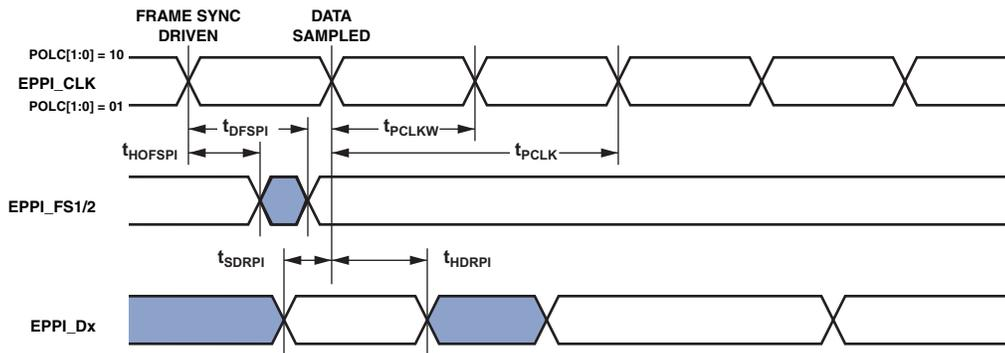 FRAME SYNC
DRIVEN
DATA
SAMPLED
POLC[1:0] = 10
EPPI_CLK
POLC[1:0] = 01
tDFSPI
tPCLKW
tHOFSPI
tPCLK
EPPI_FS1/2
tSDRPI
tHDRPI
EPPI_Dx